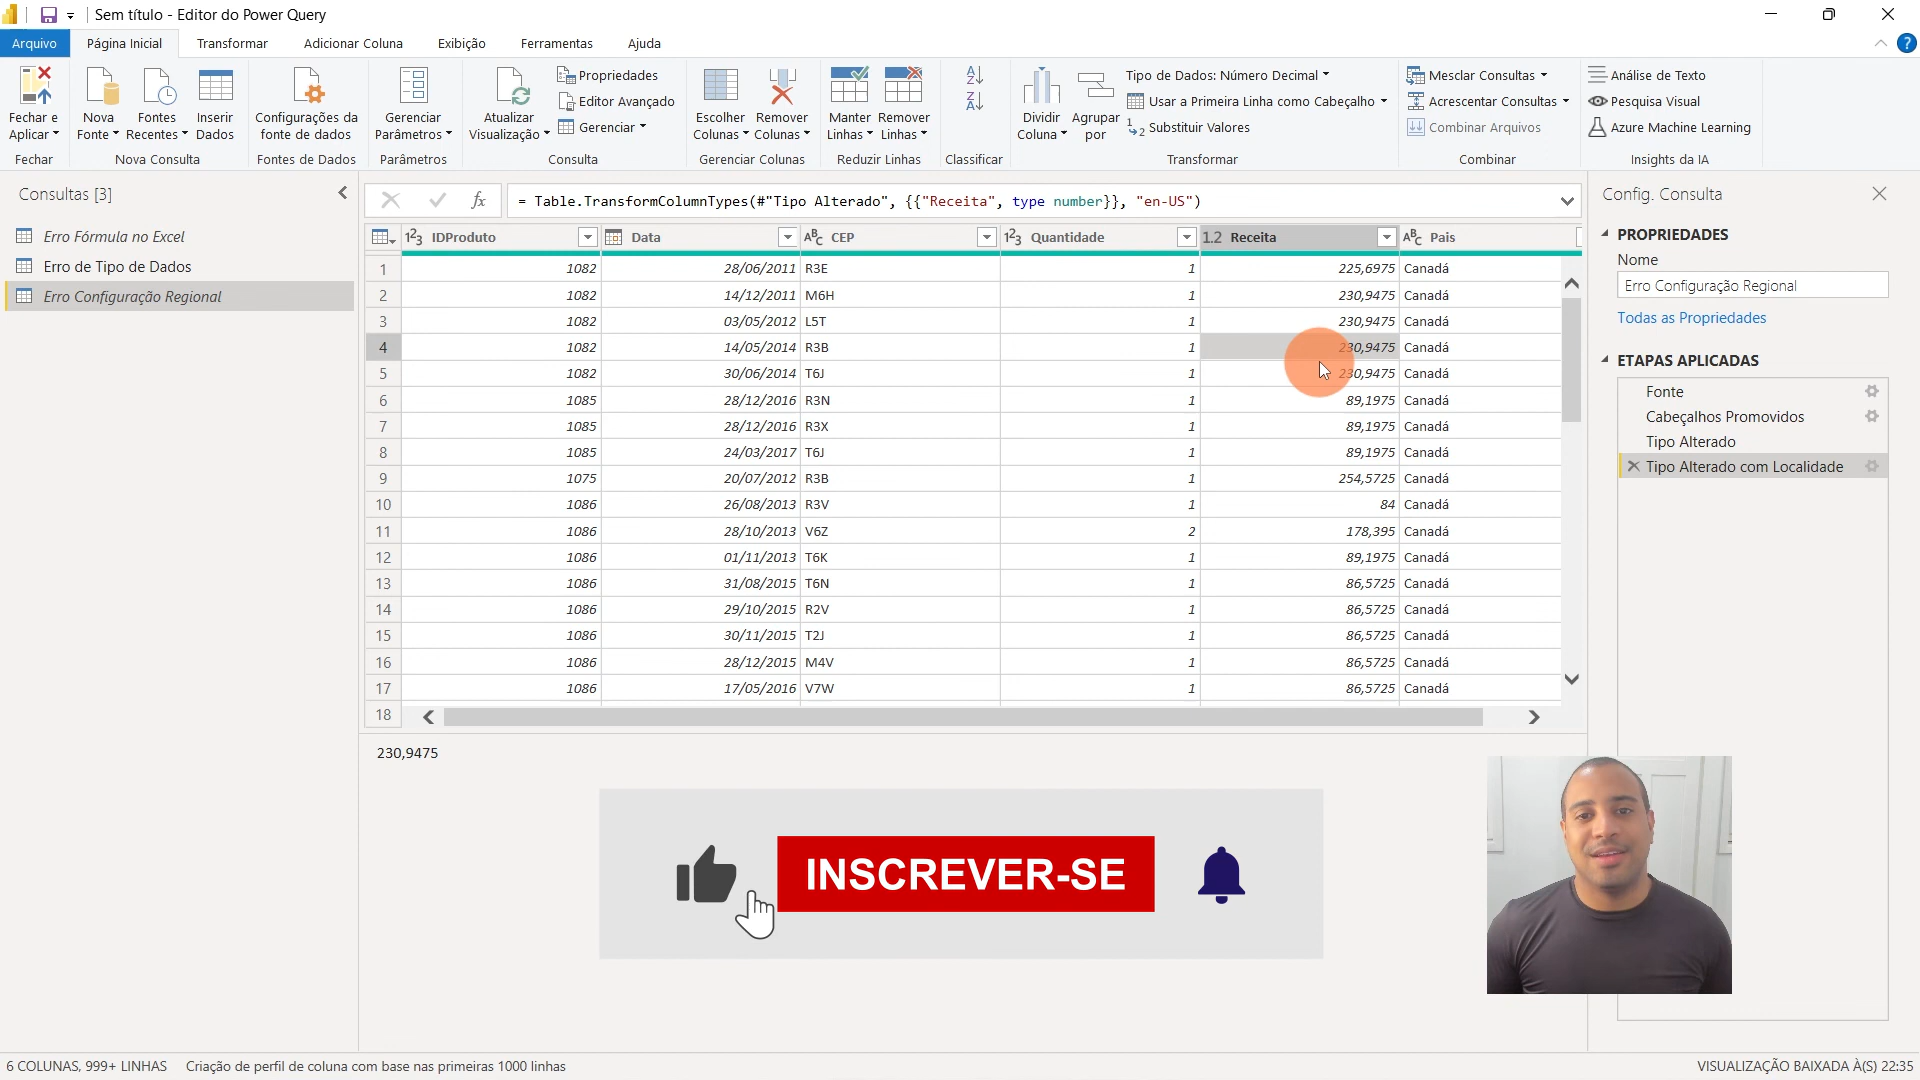 Sem título - Editor do Power Query
Arquivo Página Inicial Transformar Adicionar Coluna Exibição Ferramentas Ajuda
Fechar e Aplicar
Fechar
Nova Fonte
Fontes Recentes
Inserir Dados
Nova Consulta
Configurações da fonte de dados
Fontes de Dados
Gerenciar Parâmetros
Parâmetros
Atualizar Visualização
Propriedades
Editor Avançado
Gerenciar
Consulta
Escolher Colunas
Remover Colunas
Gerenciar Colunas
Manter Linhas
Remover Linhas
Reduzir Linhas
Classificar
Dividir Coluna
Agrupar por
Tipo de Dados: Número Decimal
Usar a Primeira Linha como Cabeçalho
Substituir Valores
Transformar
Mesclar Consultas
Acrescentar Consultas
Combinar Arquivos
Combinar
Análise de Texto
Pesquisa Visual
Azure Machine Learning
Insights da IA
Consultas [3]
Erro Fórmula no Excel
Erro de Tipo de Dados
Erro Configuração Regional
fx = Table.TransformColumnTypes(#"Tipo Alterado", {{"Receita", type number}}, "en-US")
IDProduto Data CEP Quantidade 1.2 Receita Pais
1 1082 28/06/2011 R3E 1 225,6975 Canadá
2 1082 14/12/2011 M6H 1 230,9475 Canadá
3 1082 03/05/2012 L5T 1 230,9475 Canadá
4 1082 14/05/2014 R3B 1 230,9475 Canadá
5 1082 30/06/2014 T6J 1 230,9475 Canadá
6 1085 28/12/2016 R3N 1 89,1975 Canadá
7 1085 28/12/2016 R3X 1 89,1975 Canadá
8 1085 24/03/2017 T6J 1 89,1975 Canadá
9 1075 20/07/2012 R3B 1 254,5725 Canadá
10 1086 26/08/2013 R3V 1 84 Canadá
11 1086 28/10/2013 V6Z 2 178,395 Canadá
12 1086 01/11/2013 T6K 1 89,1975 Canadá
13 1086 31/08/2015 T6N 1 86,5725 Canadá
14 1086 29/10/2015 R2V 1 86,5725 Canadá
15 1086 30/11/2015 T2J 1 86,5725 Canadá
16 1086 28/12/2015 M4V 1 86,5725 Canadá
17 1086 17/05/2016 V7W 1 86,5725 Canadá
18
230,9475
INSCREVER-SE
Config. Consulta
PROPRIEDADES
Nome
Erro Configuração Regional
Todas as Propriedades
ETAPAS APLICADAS
Fonte
Cabeçalhos Promovidos
Tipo Alterado
Tipo Alterado com Localidade
6 COLUNAS, 999+ LINHAS Criação de perfil de coluna com base nas primeiras 1000 linhas
VISUALIZAÇÃO BAIXADA À(S) 22:35